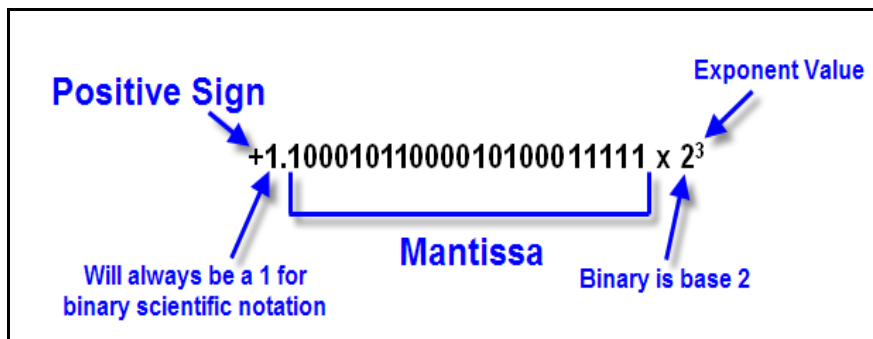 Exponent Value
Positive Sign
+1.10001011000010100011111 x 2³
Mantissa
Will always be a 1 for
binary scientific notation
Binary is base 2